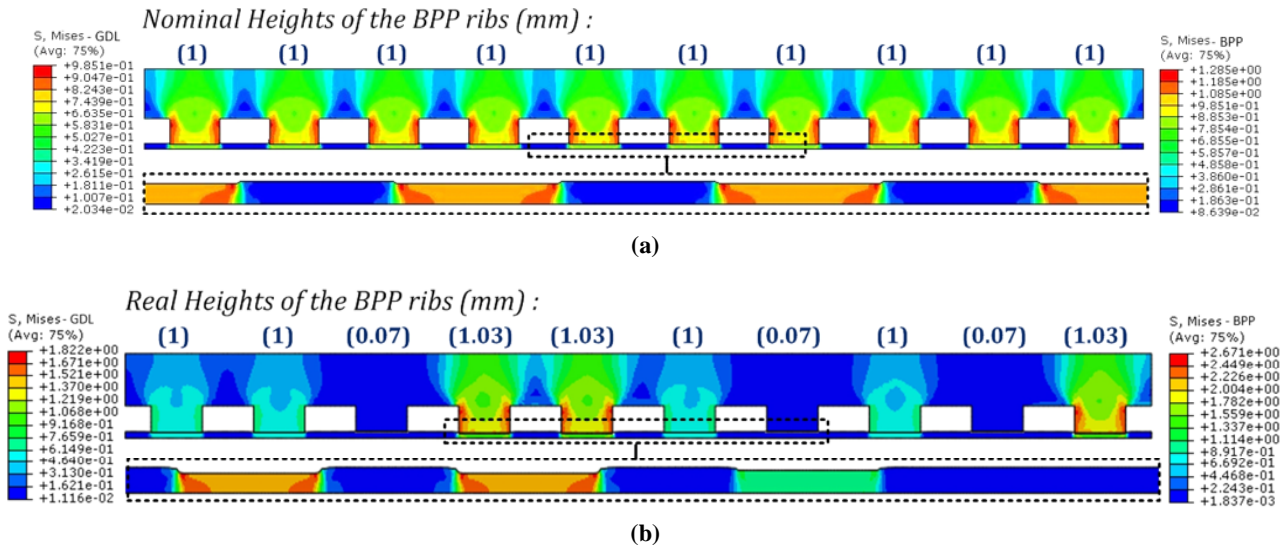 Nominal Heights of the BPP ribs (mm) :
S, Mises - GDL
(Avg: 75%)
+9.851e-01
+9.047e-01
+8.243e-01
+7.439e-01
+6.635e-01
+5.831e-01
+5.027e-01
+4.223e-01
+3.419e-01
+2.615e-01
+1.811e-01
+1.007e-01
+2.034e-02
(1) (1) (1) (1) (1) (1) (1) (1) (1) (1)
S, Mises - BPP
(Avg: 75%)
+1.285e+00
+1.185e+00
+1.085e+00
+9.851e-01
+8.853e-01
+7.854e-01
+6.855e-01
+5.857e-01
+4.858e-01
+3.860e-01
+2.861e-01
+1.863e-01
+8.639e-02
(a)
Real Heights of the BPP ribs (mm) :
S, Mises - GDL
(Avg: 75%)
+1.822e+00
+1.671e+00
+1.521e+00
+1.370e+00
+1.219e+00
+1.068e+00
+9.168e-01
+7.659e-01
+6.149e-01
+4.640e-01
+3.130e-01
+1.621e-01
+1.116e-02
(1) (1) (0.07) (1.03) (1.03) (1) (0.07) (1) (0.07) (1.03)
S, Mises - BPP
(Avg: 75%)
+2.671e+00
+2.449e+00
+2.226e+00
+2.004e+00
+1.782e+00
+1.559e+00
+1.337e+00
+1.114e+00
+8.917e-01
+6.692e-01
+4.468e-01
+2.243e-01
+1.837e-03
(b)